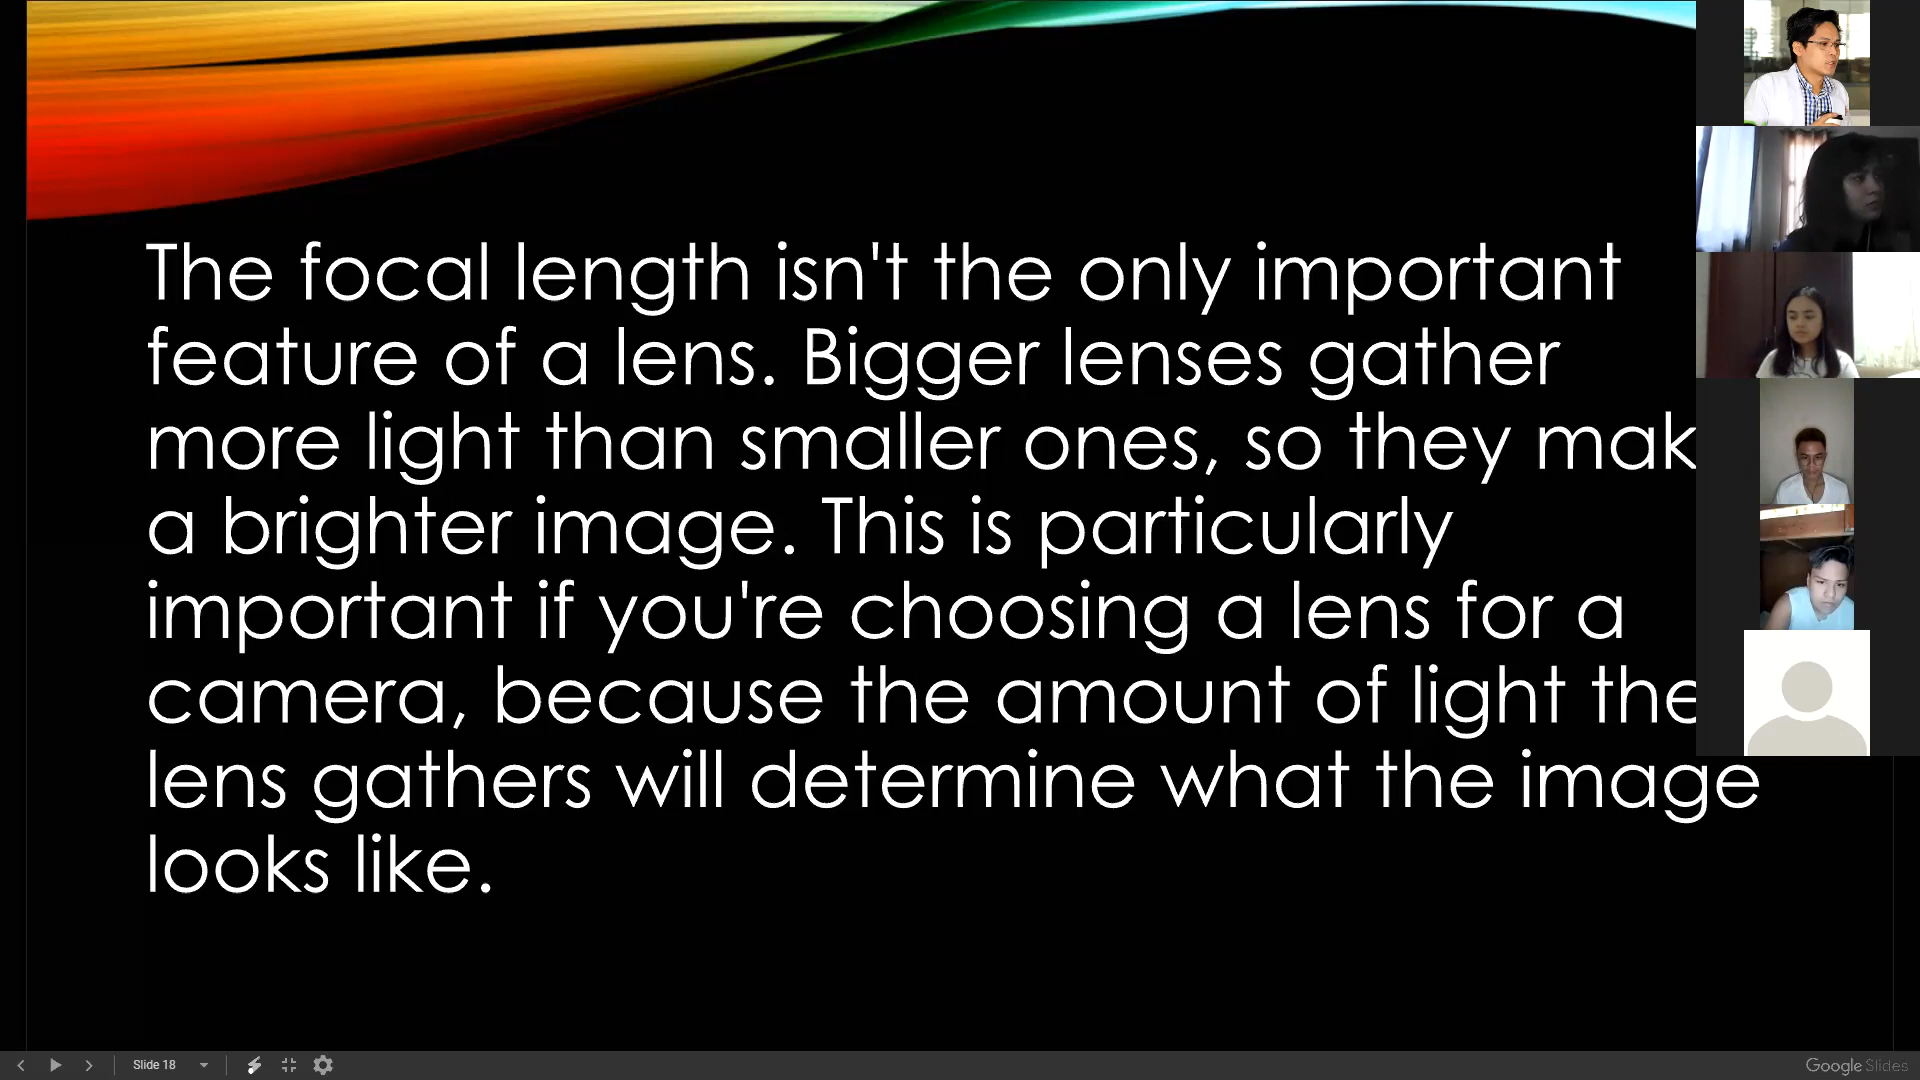 The focal length isn't the only important
feature of a lens. Bigger lenses gather
more light than smaller ones, so they mak
a brighter image. This is particularly
important if you're choosing a lens for a
camera, because the amount of light the
lens gathers will determine what the image
looks like.
Slide 18
Google Slides